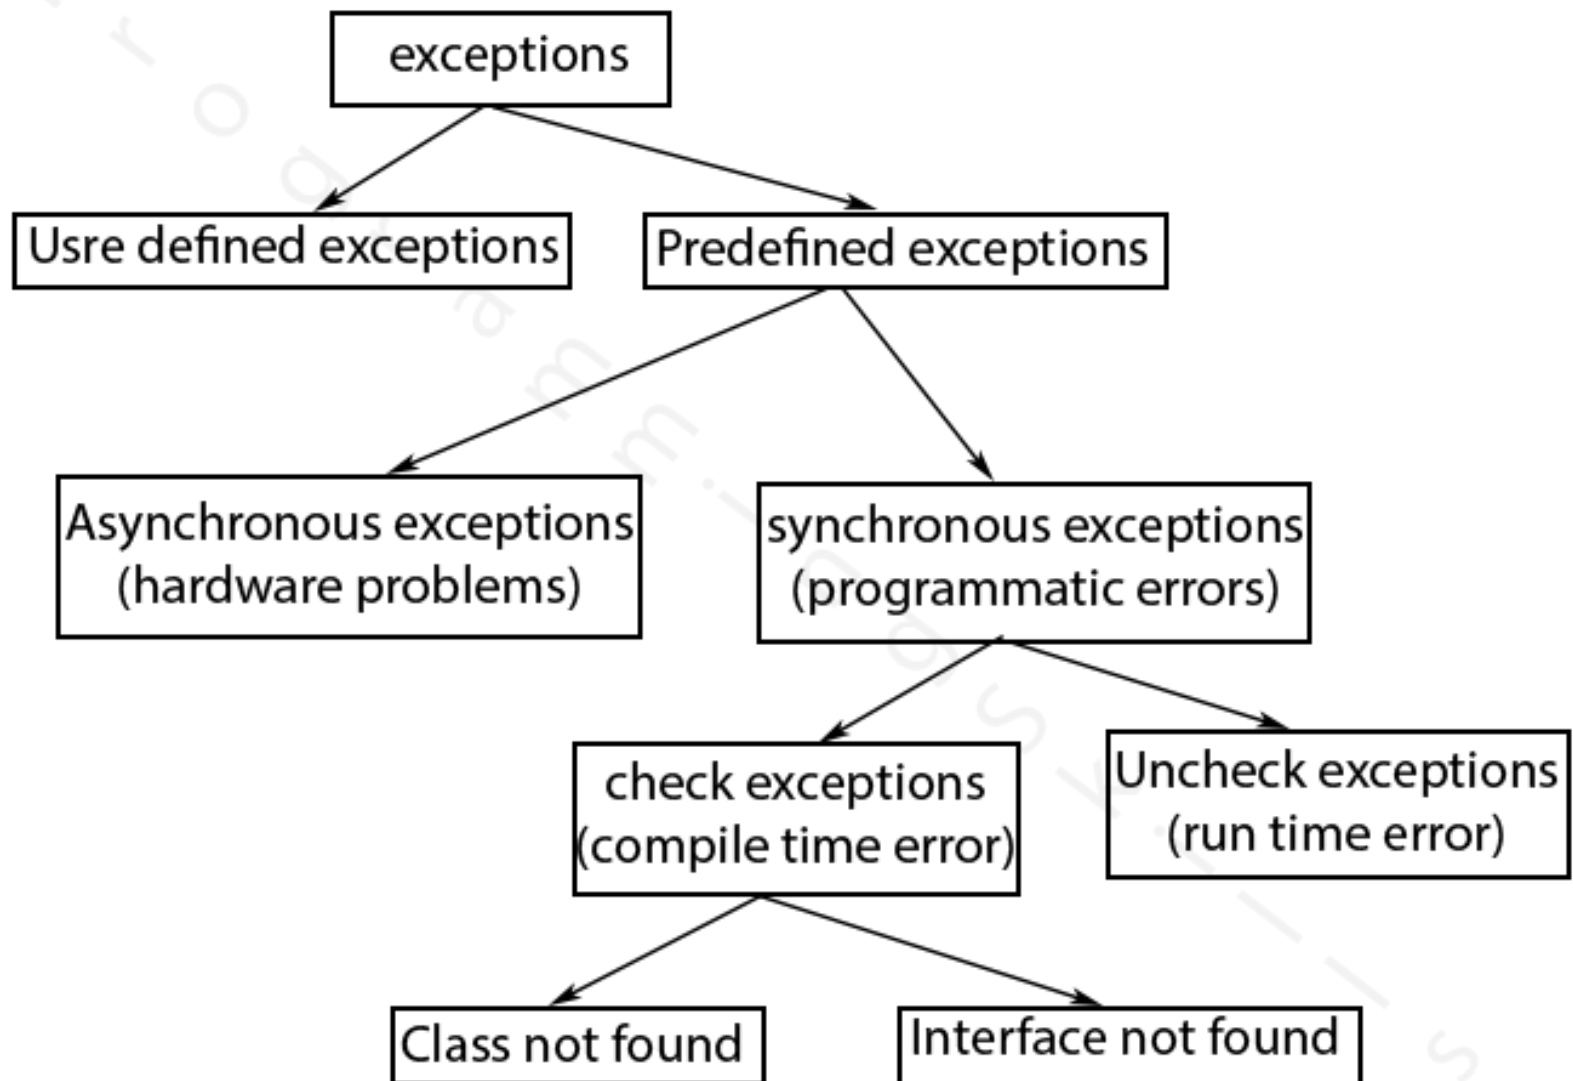 exceptions
Usre defined exceptions
Predefined exceptions
Asynchronous exceptions
(hardware problems)
synchronous exceptions
(programmatic errors)
check exceptions
(compile time error)
Uncheck exceptions
(run time error)
Class not found
Interface not found
rogrammingskills